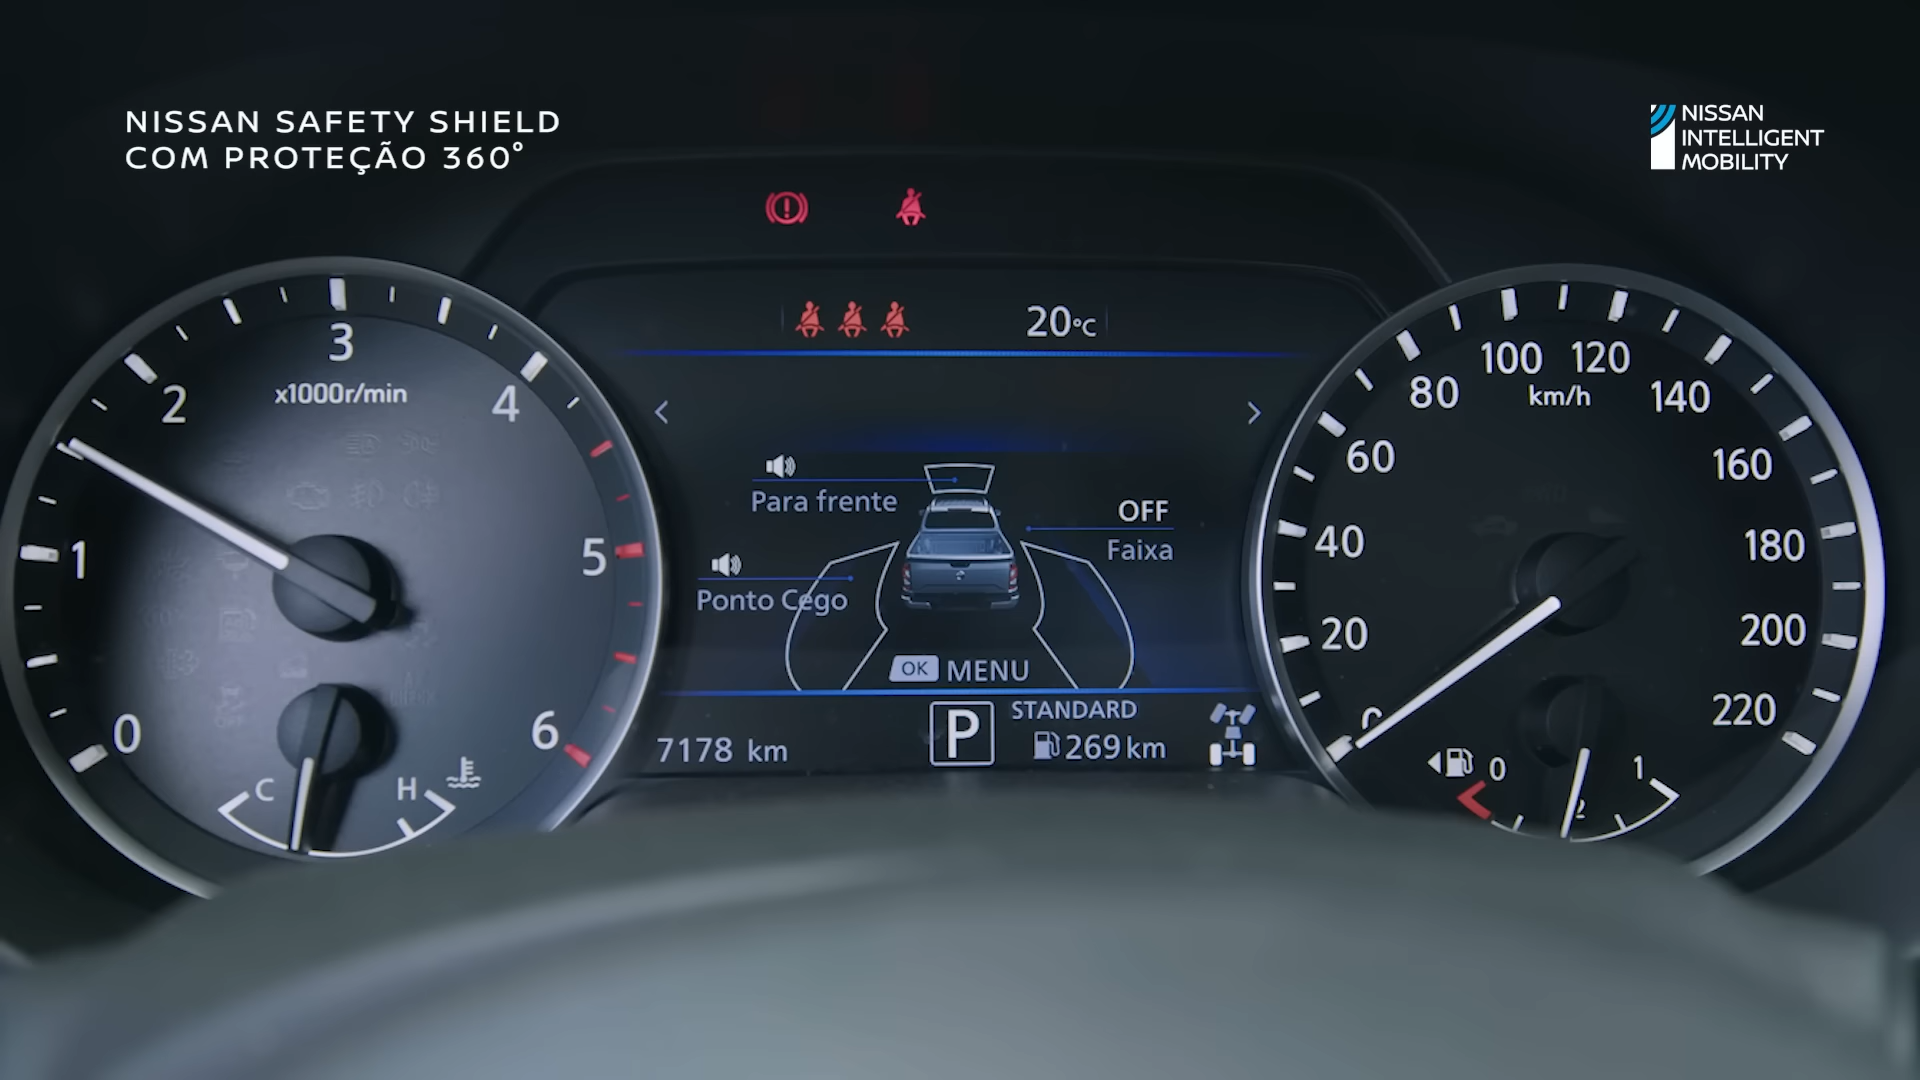 NISSAN SAFETY SHIELD
COM PROTEÇÃO 360°
NISSAN
INTELLIGENT
MOBILITY
20°C
0
1
2
3
4
5
6
x1000r/min
C
H
Para frente
Ponto Cego
OFF
Faixa
OK MENU
7178 km
P
STANDARD
269 km
0
20
40
60
80
100
120
140
160
180
200
220
km/h
0
1